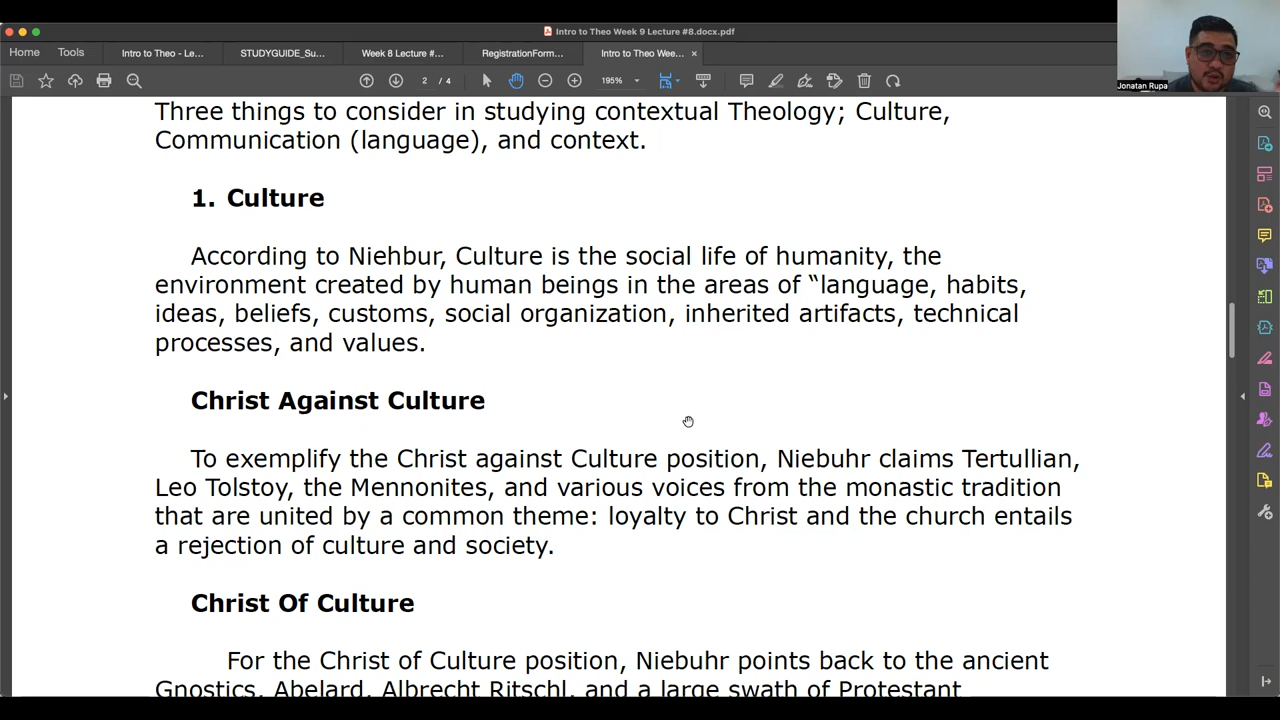 Intro to Theo Week 9 Lecture #8.docx.pdf
Home Tools Intro to Theo - Le... STUDYGUIDE_Su... Week 8 Lecture #... RegistrationForm... Intro to Theo Wee... ×
2 / 4 195%
Jonatan Rupa
Three things to consider in studying contextual Theology; Culture,
Communication (language), and context.
1. Culture
According to Niehbur, Culture is the social life of humanity, the
environment created by human beings in the areas of “language, habits,
ideas, beliefs, customs, social organization, inherited artifacts, technical
processes, and values.
Christ Against Culture
To exemplify the Christ against Culture position, Niebuhr claims Tertullian,
Leo Tolstoy, the Mennonites, and various voices from the monastic tradition
that are united by a common theme: loyalty to Christ and the church entails
a rejection of culture and society.
Christ Of Culture
For the Christ of Culture position, Niebuhr points back to the ancient
Gnostics, Abelard, Albrecht Ritschl, and a large swath of Protestant